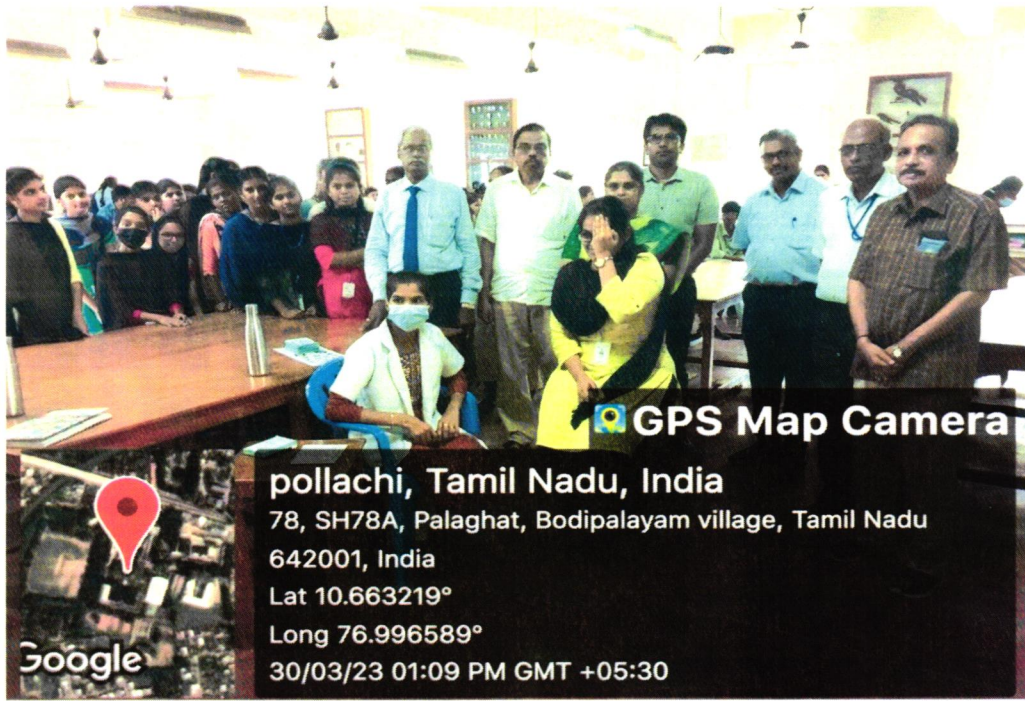 GPS Map Camera
pollachi, Tamil Nadu, India
78, SH78A, Palaghat, Bodipalayam village, Tamil Nadu
642001, India
Lat 10.663219°
Long 76.996589°
30/03/23 01:09 PM GMT +05:30
Google